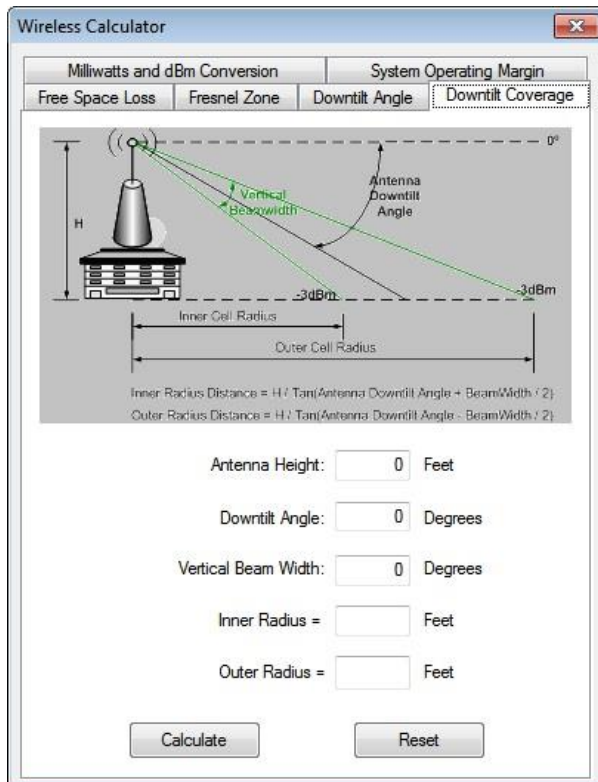 Wireless Calculator
Milliwatts and dBm Conversion
System Operating Margin
Free Space Loss
Fresnel Zone
Downtilt Angle
Downtilt Coverage
0º
H
Vertical
Beamwidth
Antenna
Downtilt
Angle
-3dBm
-3dBm
Inner Cell Radius
Outer Cell Radius
Inner Radius Distance = H / Tan(Antenna Downtilt Angle + BeamWidth / 2)
Outer Radius Distance = H / Tan(Antenna Downtilt Angle - BeamWidth / 2)
Antenna Height: 0 Feet
Downtilt Angle: 0 Degrees
Vertical Beam Width: 0 Degrees
Inner Radius = Feet
Outer Radius = Feet
Calculate
Reset